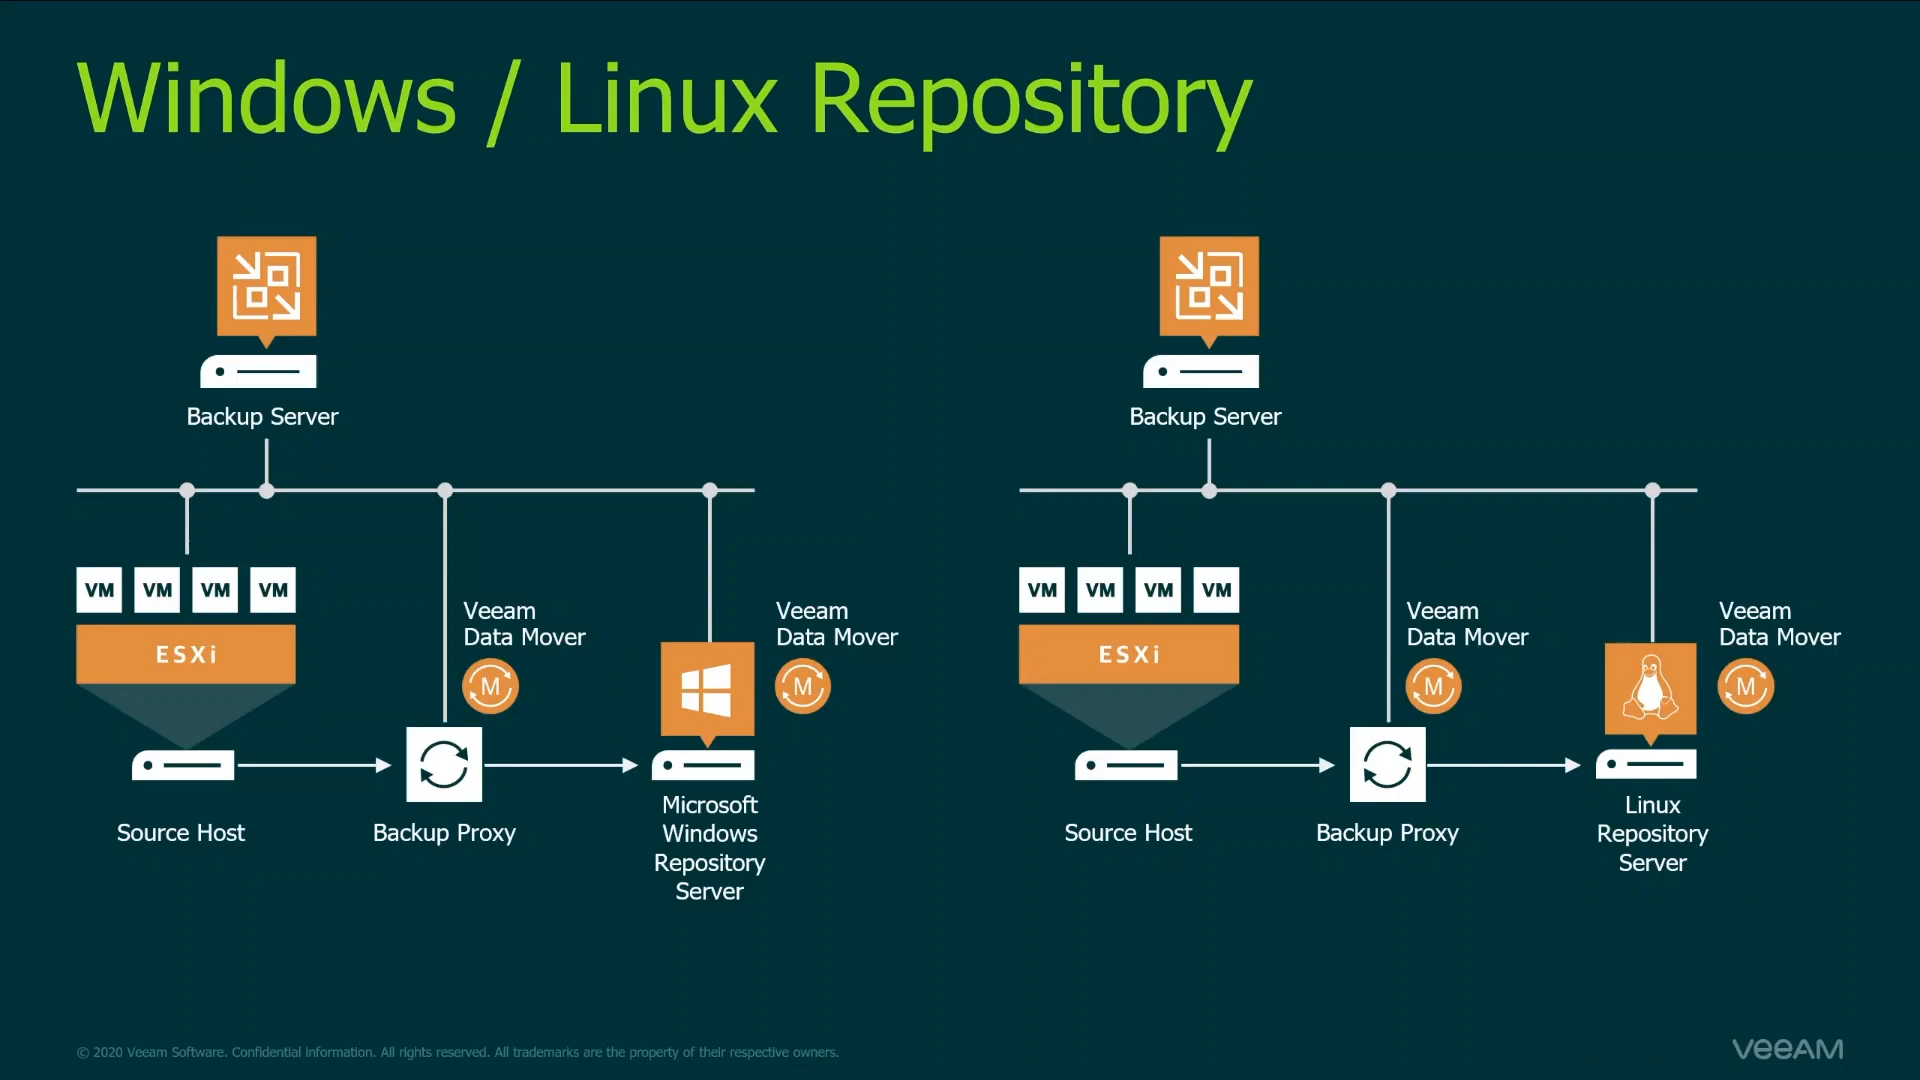 Windows / Linux Repository
Backup Server
VM VM VM VM
ESXi
Veeam
Data Mover
M
Veeam
Data Mover
M
Source Host
Backup Proxy
Microsoft
Windows
Repository
Server
Backup Server
VM VM VM VM
ESXi
Veeam
Data Mover
M
Veeam
Data Mover
M
Source Host
Backup Proxy
Linux
Repository
Server
© 2020 Veeam Software. Confidential information. All rights reserved. All trademarks are the property of their respective owners.
VEEAM